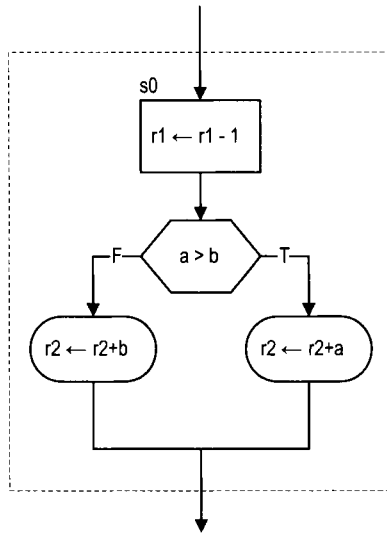 s0
r1 ← r1 - 1
a > b
F
T
r2 ← r2+b
r2 ← r2+a